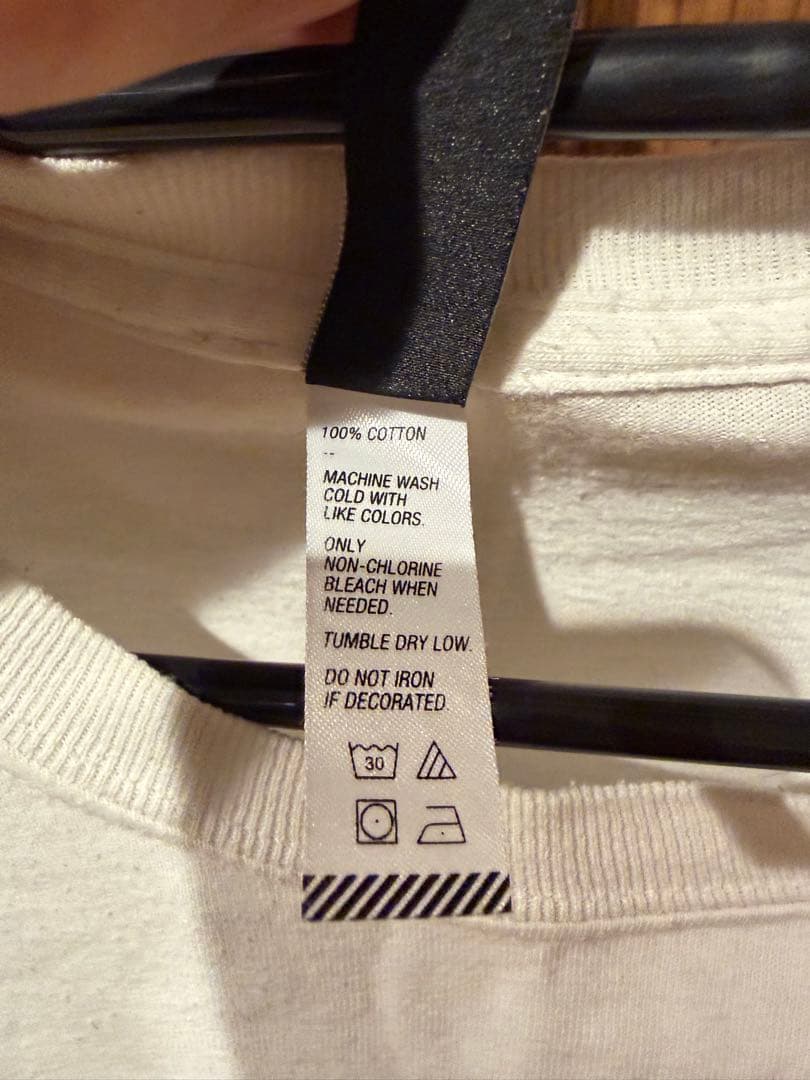 100% COTTON
--
MACHINE WASH
COLD WITH
LIKE COLORS.
ONLY
NON-CHLORINE
BLEACH WHEN
NEEDED.
TUMBLE DRY LOW.
DO NOT IRON
IF DECORATED.
30